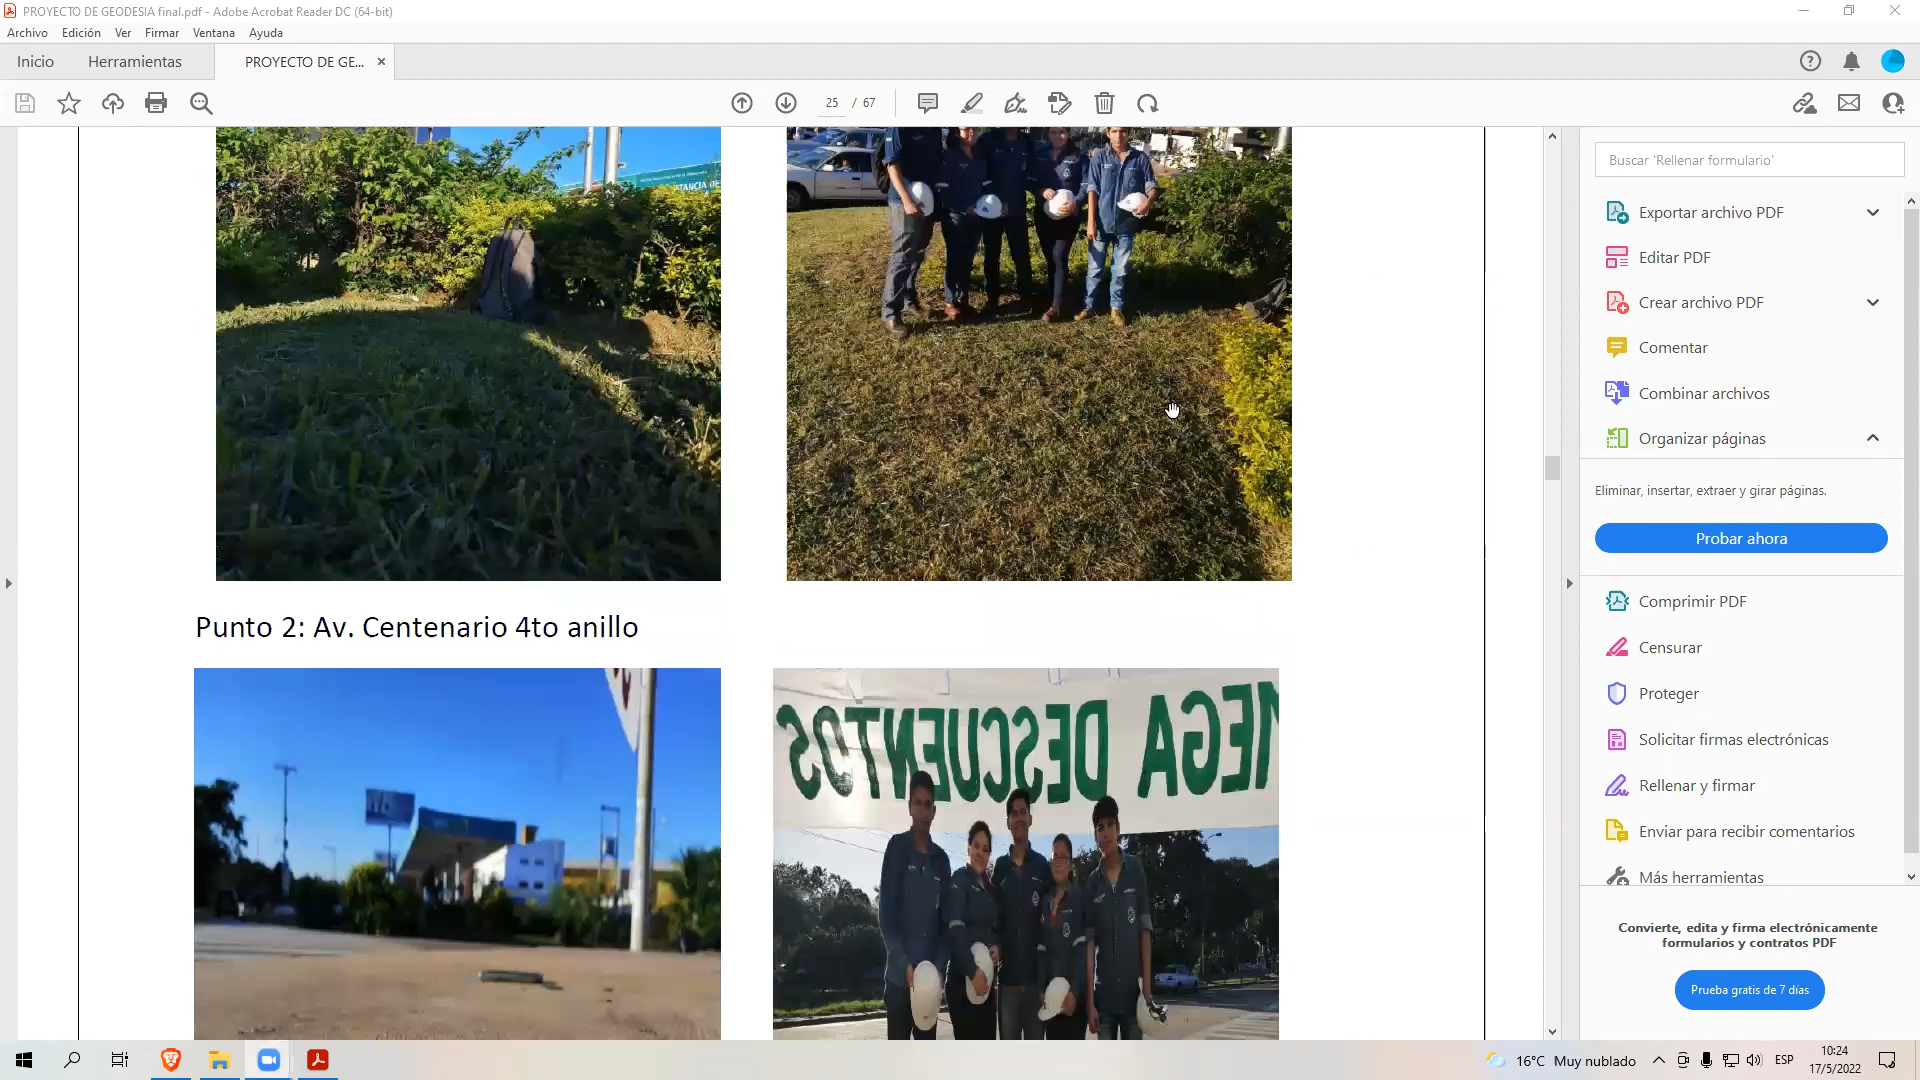 PROYECTO DE GEODESIA final.pdf - Adobe Acrobat Reader DC (64-bit)
Archivo Edición Ver Firmar Ventana Ayuda
Inicio Herramientas PROYECTO DE GE... ×
25 / 67
Buscar 'Rellenar formulario'
Exportar archivo PDF
Editar PDF
Crear archivo PDF
Comentar
Combinar archivos
Organizar páginas
Eliminar, insertar, extraer y girar páginas.
Probar ahora
Comprimir PDF
Censurar
Proteger
Solicitar firmas electrónicas
Rellenar y firmar
Enviar para recibir comentarios
Más herramientas
Convierte, edita y firma electrónicamente
formularios y contratos PDF
Prueba gratis de 7 días
Punto 2: Av. Centenario 4to anillo
MEGA DESCUENTOS
16°C Muy nublado
ESP
10:24
17/5/2022